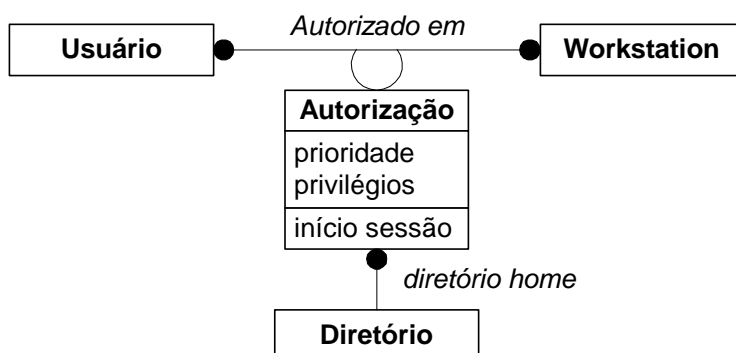 Autorizado em
Usuário
Workstation
Autorização
prioridade
privilégios
início sessão
diretório home
Diretório